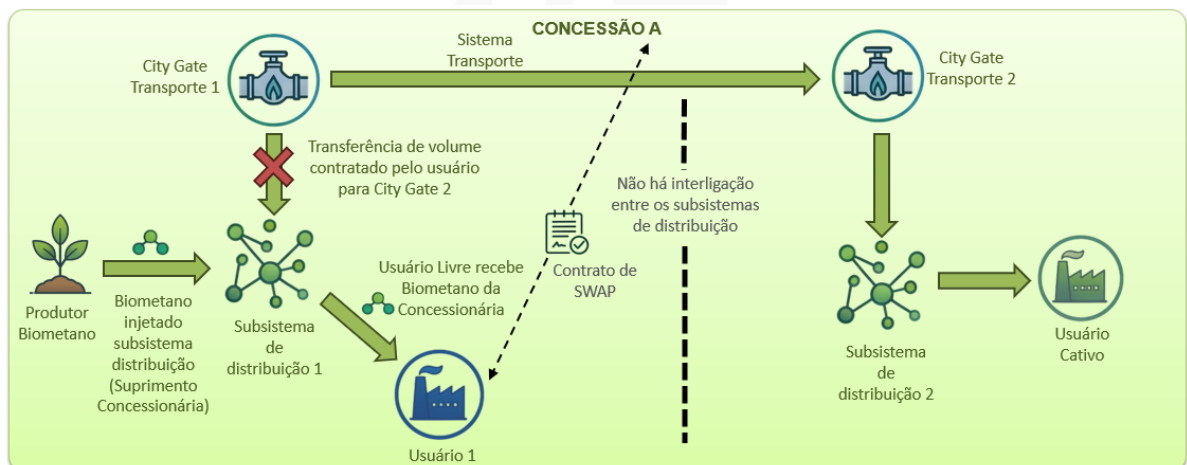 CONCESSÃO A
City Gate
Transporte 1
Sistema
Transporte
City Gate
Transporte 2
Transferência de volume
contratado pelo usuário
para City Gate 2
Não há interligação
entre os subsistemas
de distribuição
Contrato de
SWAP
Usuário Livre recebe
Biometano da
Concessionária
Produtor
Biometano
Biometano
injetado
subsistema
distribuição
(Suprimento
Concessionária)
Subsistema
de
distribuição 1
Usuário 1
Subsistema
de
distribuição 2
Usuário
Cativo